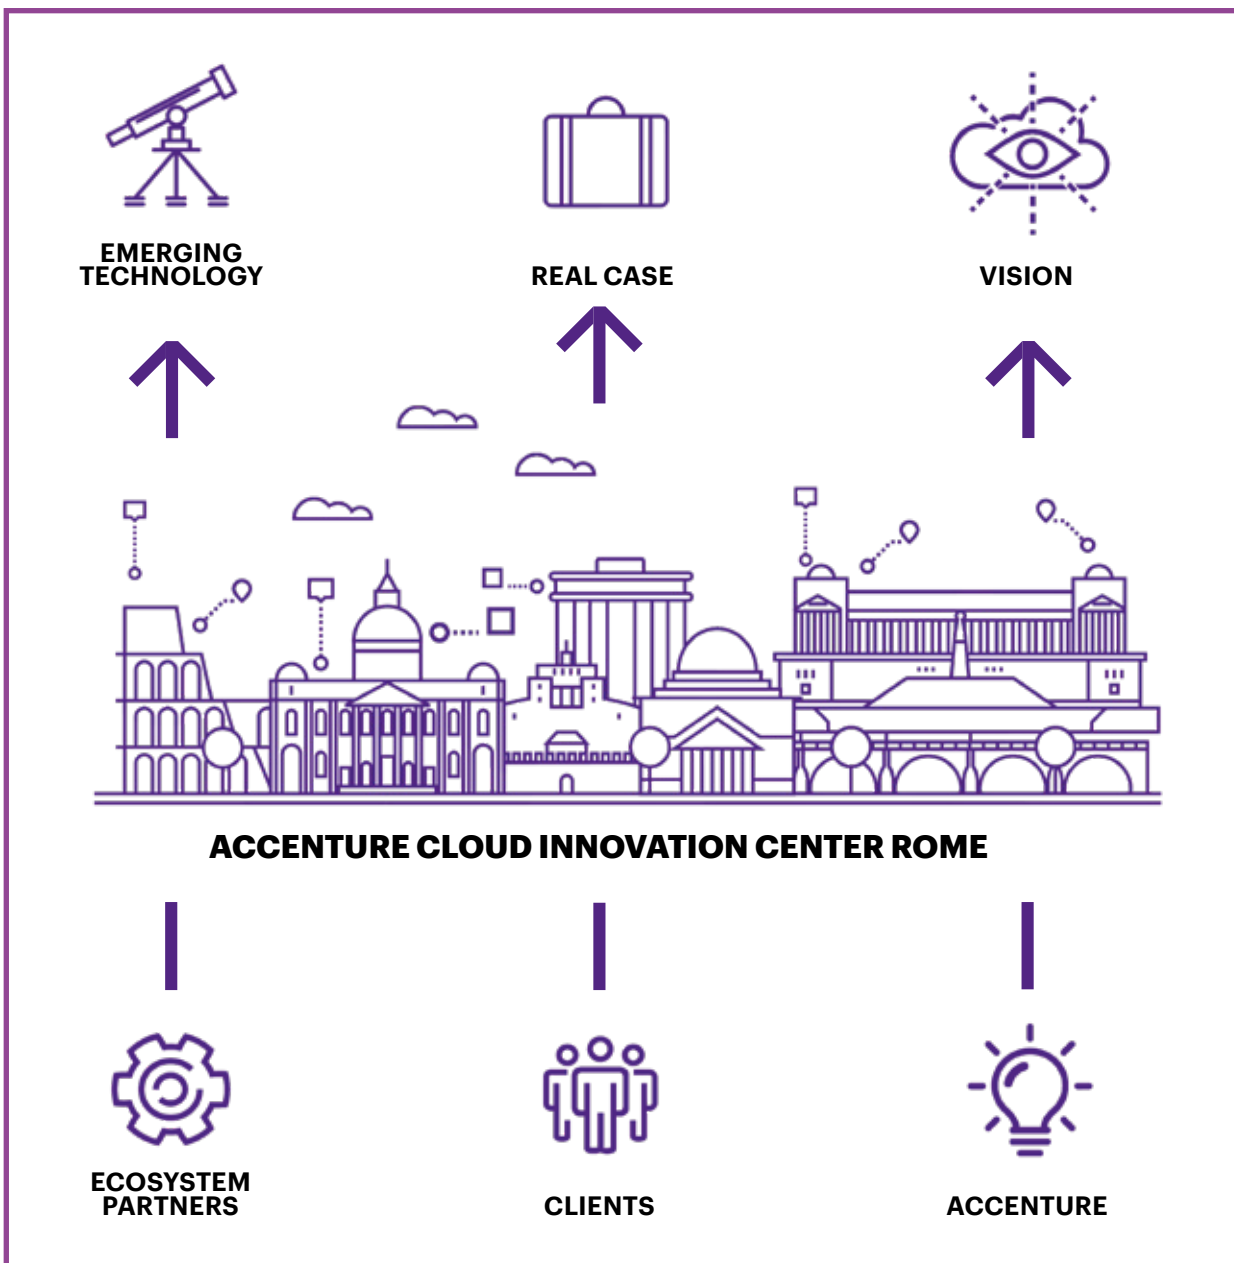 EMERGING
TECHNOLOGY
REAL CASE
VISION
ACCENTURE CLOUD INNOVATION CENTER ROME
ECOSYSTEM
PARTNERS
CLIENTS
ACCENTURE